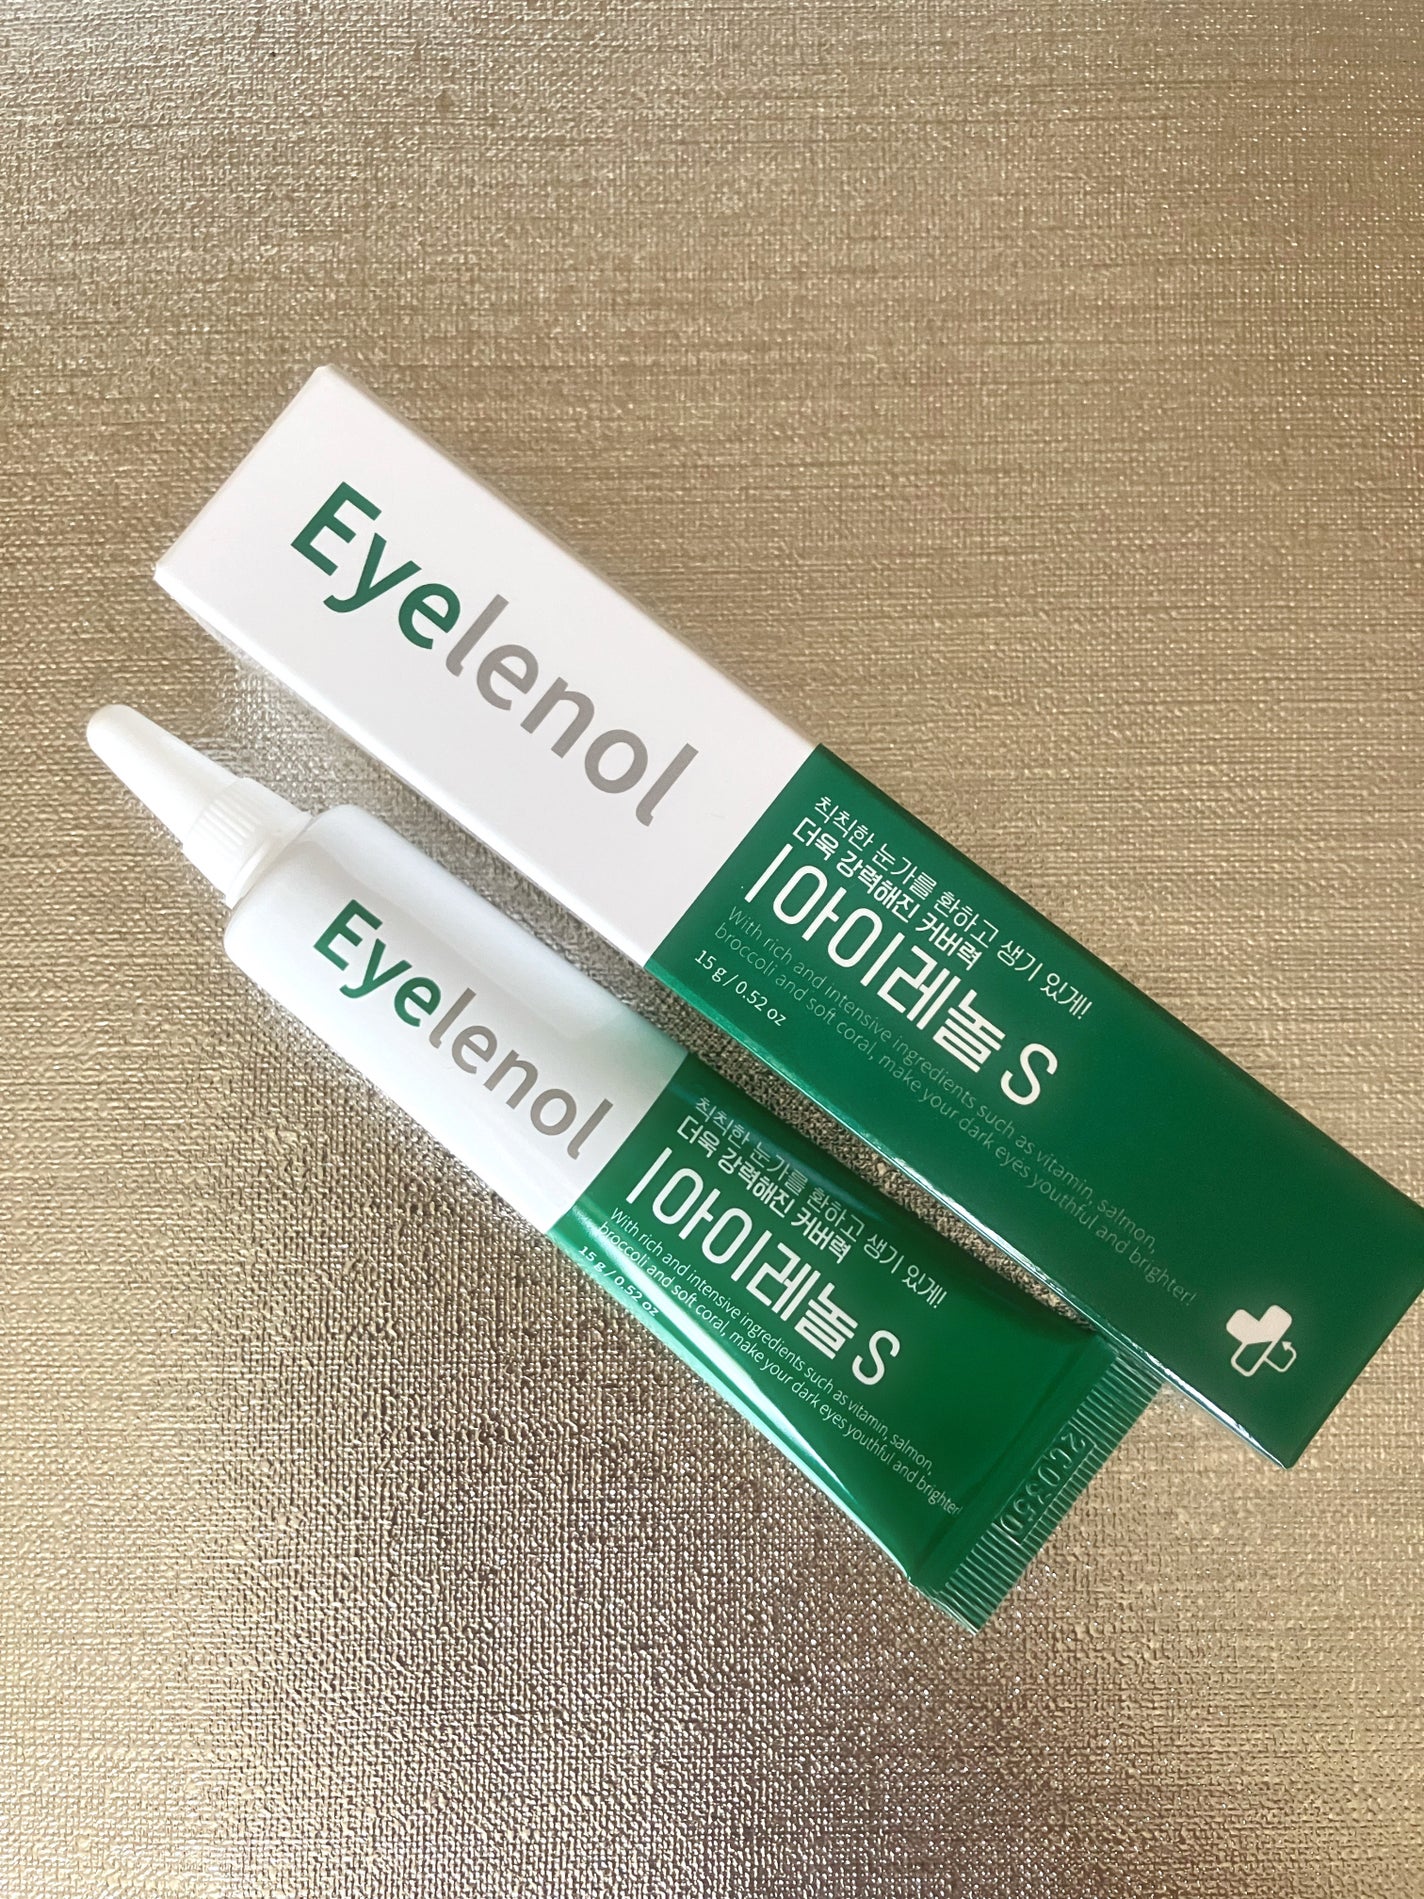 Eyelenol
칙칙한 눈가를 환하고 생기 있게!
더욱 강력해진 커버력
아이레놀 S
With rich and intensive ingredients such as vitamin, salmon,
broccoli and soft coral, make your dark eyes youthful and brighter!
15 g / 0.52 oz
Eyelenol
칙칙한 눈가를 환하고 생기 있게!
더욱 강력해진 커버력
아이레놀 S
With rich and intensive ingredients such as vitamin, salmon,
broccoli and soft coral, make your dark eyes youthful and brighter!
15 g / 0.52 oz